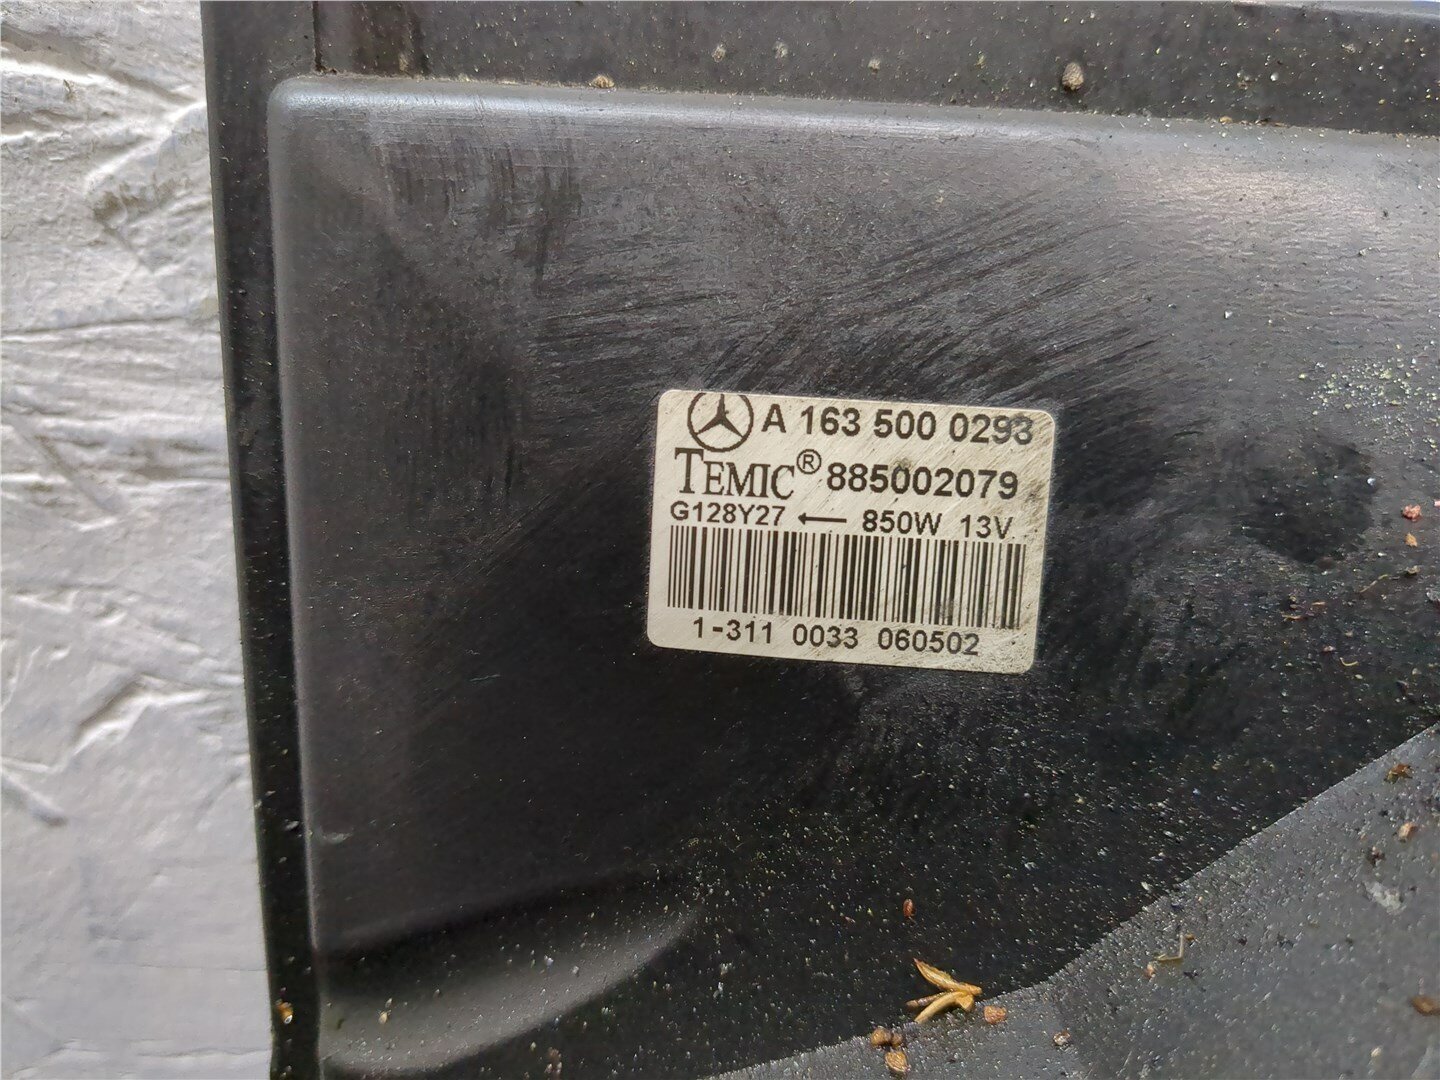 A 163 500 0293
TEMIC® 885002079
G128Y27 ← 850W 13V
1-311 0033 060502